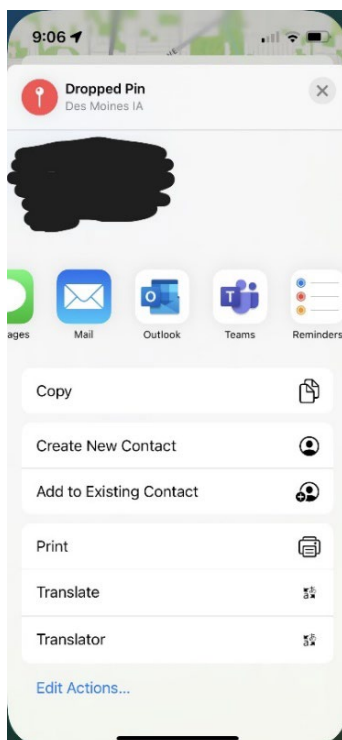 9:06
Dropped Pin
Des Moines IA
ages
Mail
Outlook
Teams
Reminders
Copy
Create New Contact
Add to Existing Contact
Print
Translate
Translator
Edit Actions...